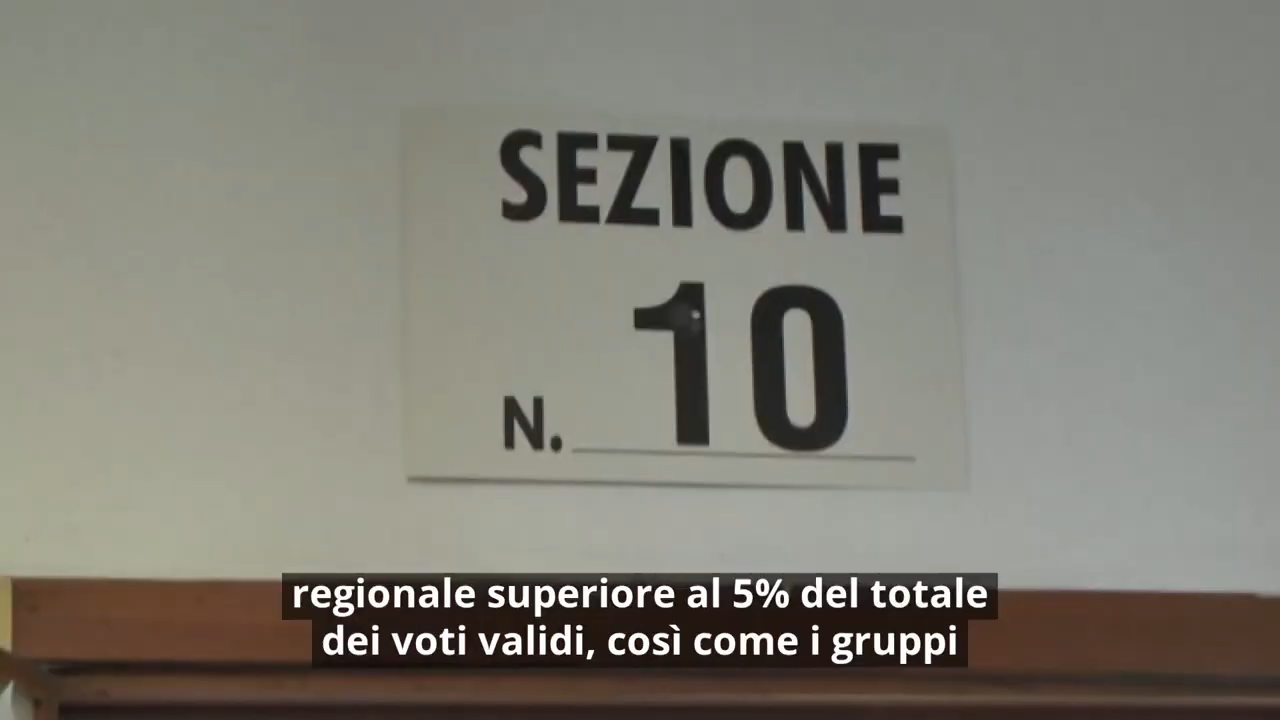 SEZIONE
N. 10
regionale superiore al 5% del totale
dei voti validi, così come i gruppi